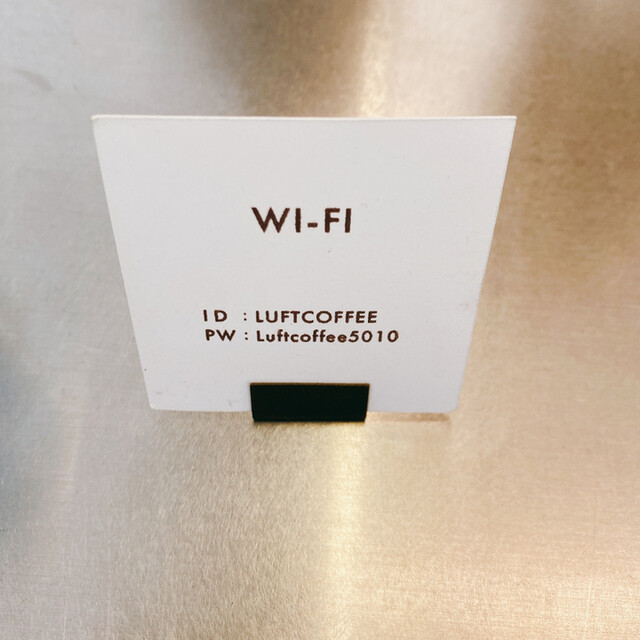 WI-FI
ID : LUFTCOFFEE
PW : Luftcoffee5010